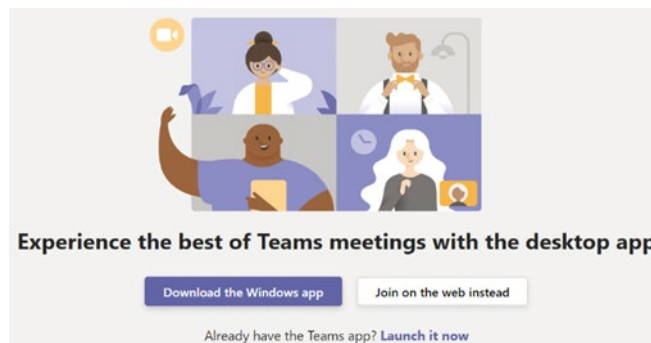 Experience the best of Teams meetings with the desktop app
Download the Windows app
Join on the web instead
Already have the Teams app? Launch it now